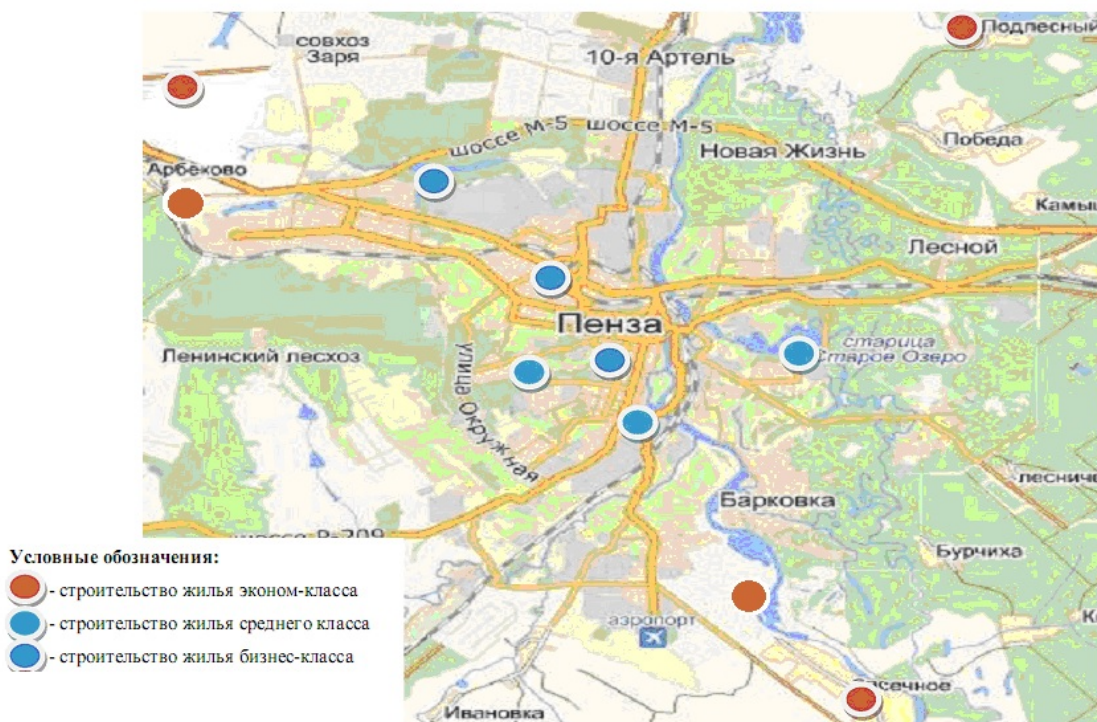 Подлесный
совхоз
Заря
10-я Артель
шоссе М-5 шоссе М-5
Победа
Новая Жизнь
Арбеково
Лесной
Пенза
старица
Старое Озеро
Ленинский лесхоз
улица Окружная
Барковка
Бурчиха
аэропорт
Ивановка
Условные обозначения:
- строительство жилья эконом-класса
- строительство жилья среднего класса
- строительство жилья бизнес-класса